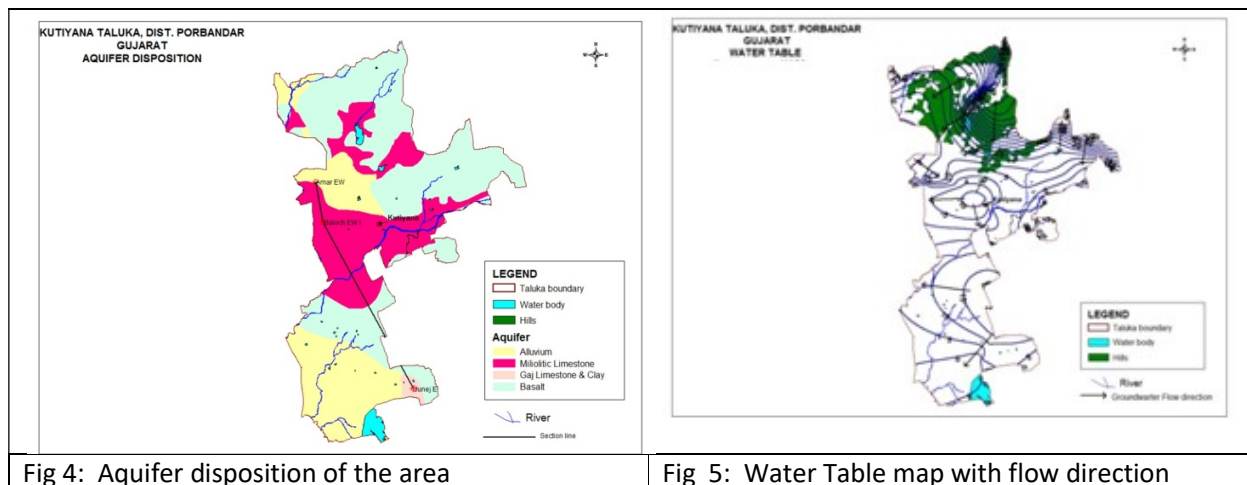 KUTIYANA TALUKA, DIST. PORBANDAR
GUJARAT
AQUIFER DISPOSITION
Kutiyana
LEGEND
Taluka boundary
Water body
Hills
Aquifer
Alluvium
Miliolitic Limestone
Gaj Limestone & Clay
Basalt
River
Section line
Fig 4: Aquifer disposition of the area
KUTIYANA TALUKA, DIST. PORBANDAR
GUJARAT
WATER TABLE
LEGEND
Taluka boundary
Water body
Hills
River
Groundwater Flow direction
Fig 5: Water Table map with flow direction